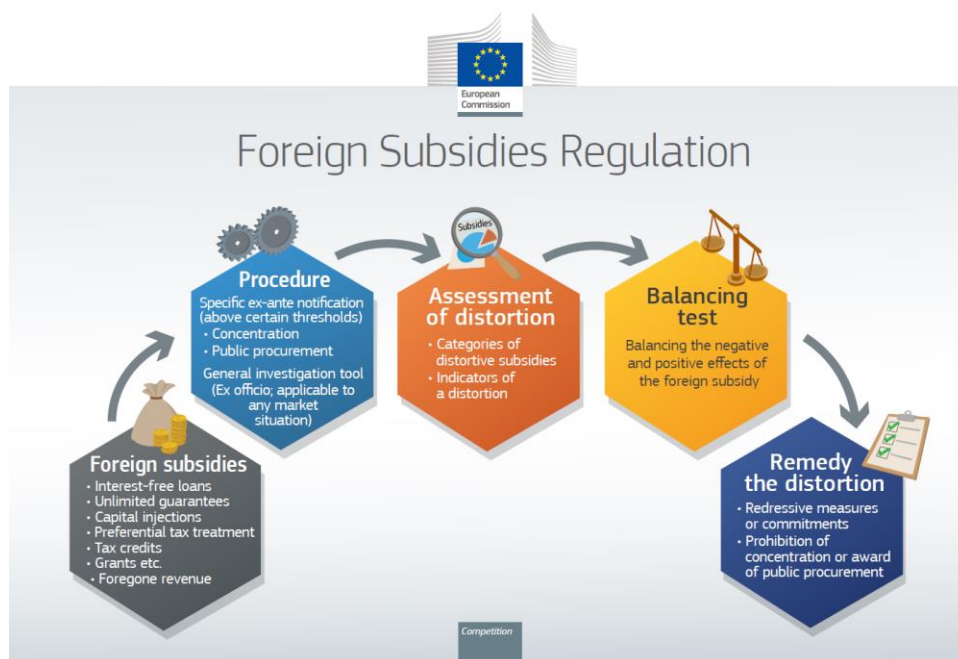 European
Commission
Foreign Subsidies Regulation
Foreign subsidies
• Interest-free loans
• Unlimited guarantees
• Capital injections
• Preferential tax treatment
• Tax credits
• Grants etc.
• Foregone revenue
Procedure
Specific ex-ante notification
(above certain thresholds)
• Concentration
• Public procurement
General investigation tool
(Ex officio; applicable to
any market
situation)
Subsidies
Assessment
of distortion
• Categories of
distortive subsidies
• Indicators of
a distortion
Balancing
test
Balancing the negative
and positive effects of
the foreign subsidy
Remedy
the distortion
• Redressive measures
or commitments
• Prohibition of
concentration or award
of public procurement
Competition